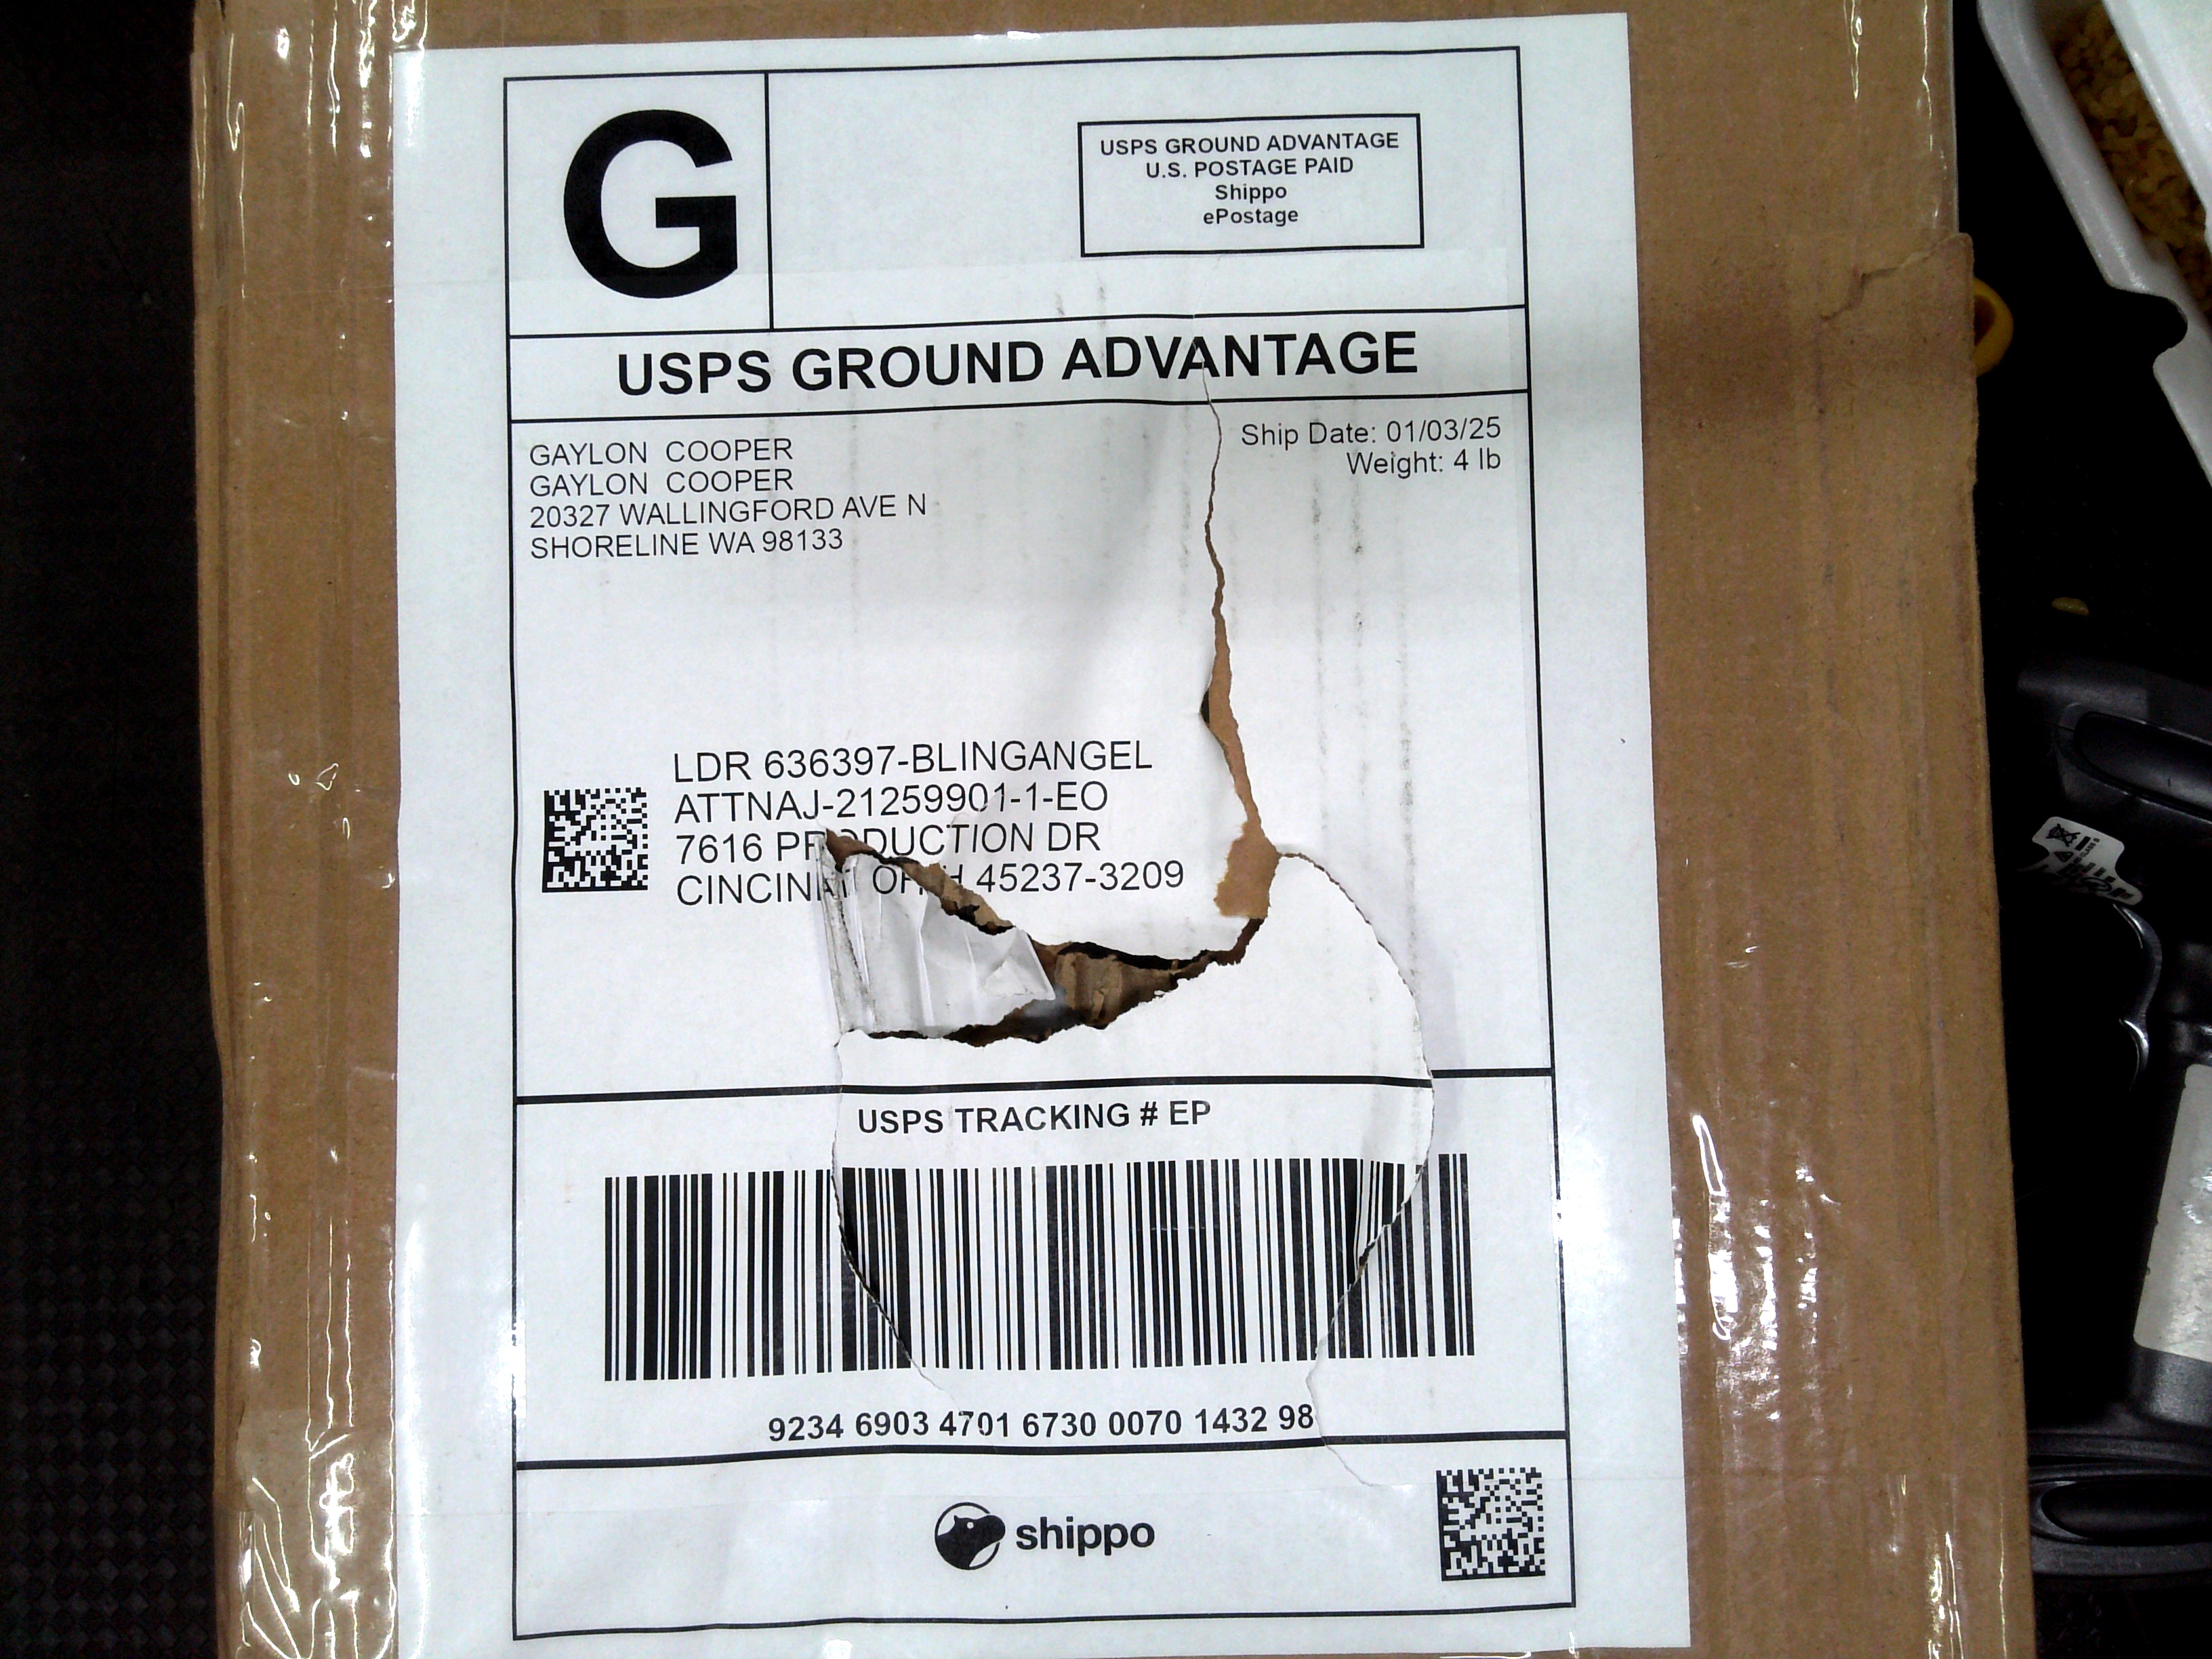 G
USPS GROUND ADVANTAGE
U.S. POSTAGE PAID
Shippo
ePostage
USPS GROUND ADVANTAGE
GAYLON COOPER
GAYLON COOPER
20327 WALLINGFORD AVE N
SHORELINE WA 98133
Ship Date: 01/03/25
Weight: 4 lb
LDR 636397-BLINGANGEL
ATTNAJ-21259901-1-EO
7616 PRODUCTION DR
45237-3209
USPS TRACKING # EP
9234 6903 4701 6730 0070 1432 98
shippo